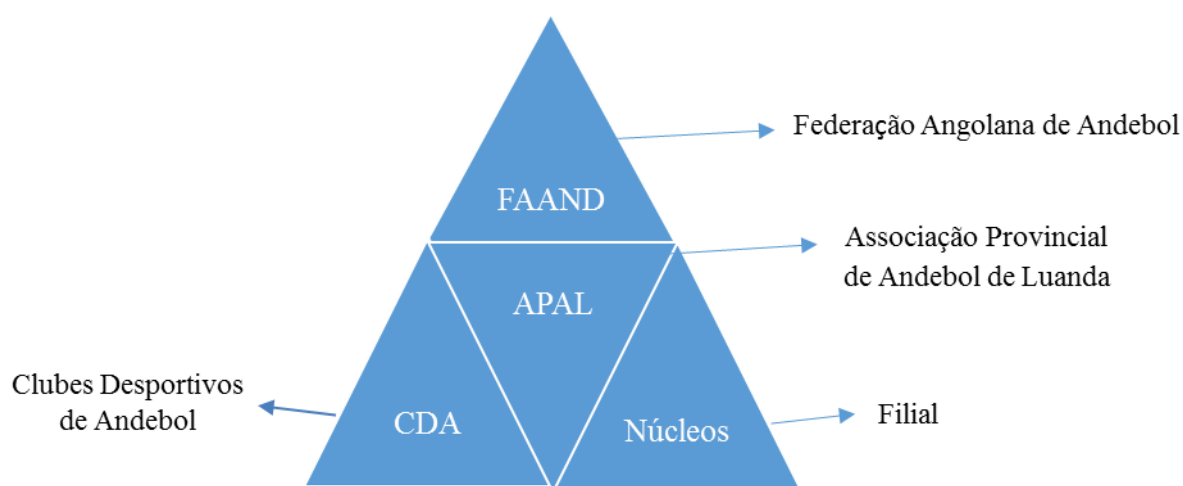 Federação Angolana de Andebol
FAAND
Associação Provincial
de Andebol de Luanda
APAL
Clubes Desportivos
de Andebol
CDA
Núcleos
Filial